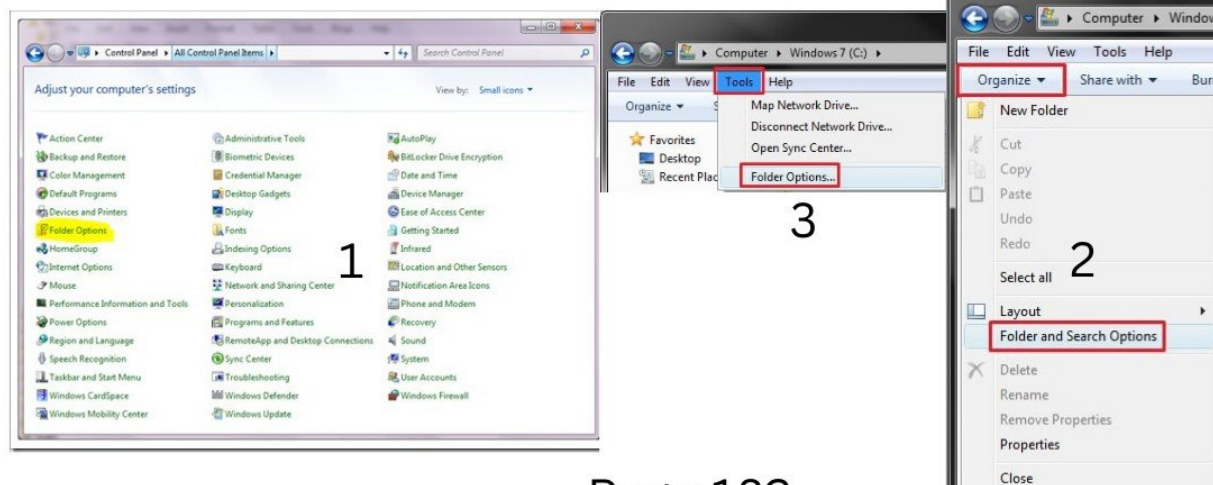 Control Panel ▸ All Control Panel Items ▸
Search Control Panel
Adjust your computer's settings
View by: Small icons
Action Center
Administrative Tools
AutoPlay
Backup and Restore
Biometric Devices
BitLocker Drive Encryption
Color Management
Credential Manager
Date and Time
Default Programs
Desktop Gadgets
Device Manager
Devices and Printers
Display
Ease of Access Center
Folder Options
Fonts
Getting Started
HomeGroup
Indexing Options
Infrared
Internet Options
Keyboard
Location and Other Sensors
Mouse
Network and Sharing Center
Notification Area Icons
Performance Information and Tools
Personalization
Phone and Modem
Power Options
Programs and Features
Recovery
Region and Language
RemoteApp and Desktop Connections
Sound
Speech Recognition
Sync Center
System
Taskbar and Start Menu
Troubleshooting
User Accounts
Windows CardSpace
Windows Defender
Windows Firewall
Windows Mobility Center
Windows Update
1
Computer ▸ Windows 7 (C:) ▸
File Edit View Tools Help
Organize
Map Network Drive...
Disconnect Network Drive...
Open Sync Center...
Folder Options...
Favorites
Desktop
Recent Plac
3
Computer ▸ Window
File Edit View Tools Help
Organize Share with Bur
New Folder
Cut
Copy
Paste
Undo
Redo
Select all
2
Layout
Folder and Search Options
Delete
Rename
Remove Properties
Properties
Close